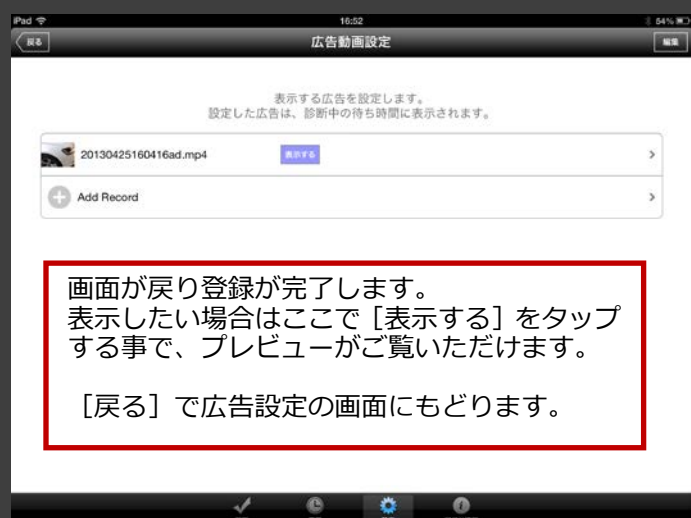 iPad 16:52 54%
戻る 広告動画設定 編集
表示する広告を設定します。
設定した広告は、診断中の待ち時間に表示されます。
20130425160416ad.mp4 表示する
Add Record
画面が戻り登録が完了します。
表示したい場合はここで［表示する］をタップ
する事で、プレビューがご覧いただけます。
［戻る］で広告設定の画面にもどります。